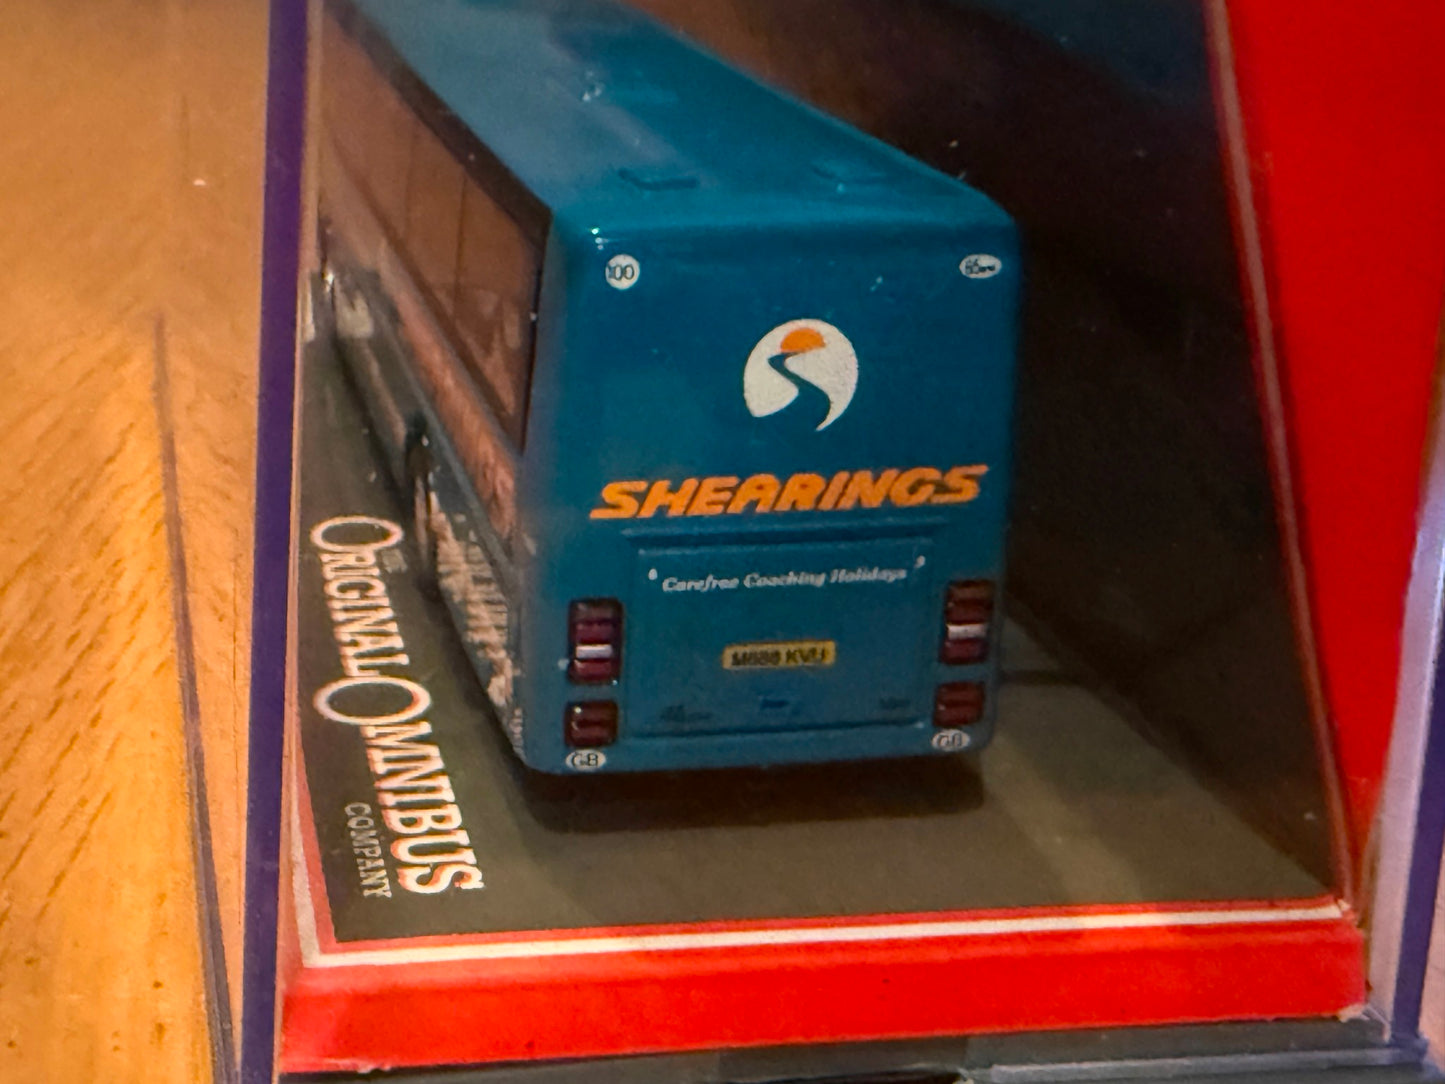 100
SHEARINGS
‘ Carefree Coaching Holidays ’
GB
GB
THE
ORIGINAL OMNIBUS
COMPANY